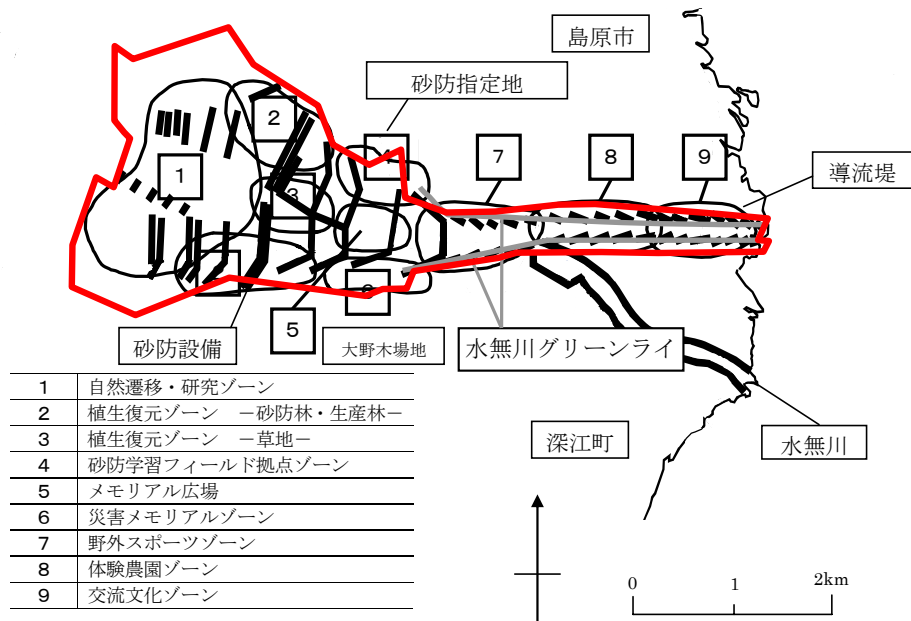 島原市
砂防指定地
2
4
7
8
9
1
3
導流堤
6
5
砂防設備
大野木場地
水無川グリーンライ
深江町
水無川
1 自然遷移・研究ゾーン
2 植生復元ゾーン －砂防林・生産林－
3 植生復元ゾーン －草地－
4 砂防学習フィールド拠点ゾーン
5 メモリアル広場
6 災害メモリアルゾーン
7 野外スポーツゾーン
8 体験農園ゾーン
9 交流文化ゾーン
0 1 2km